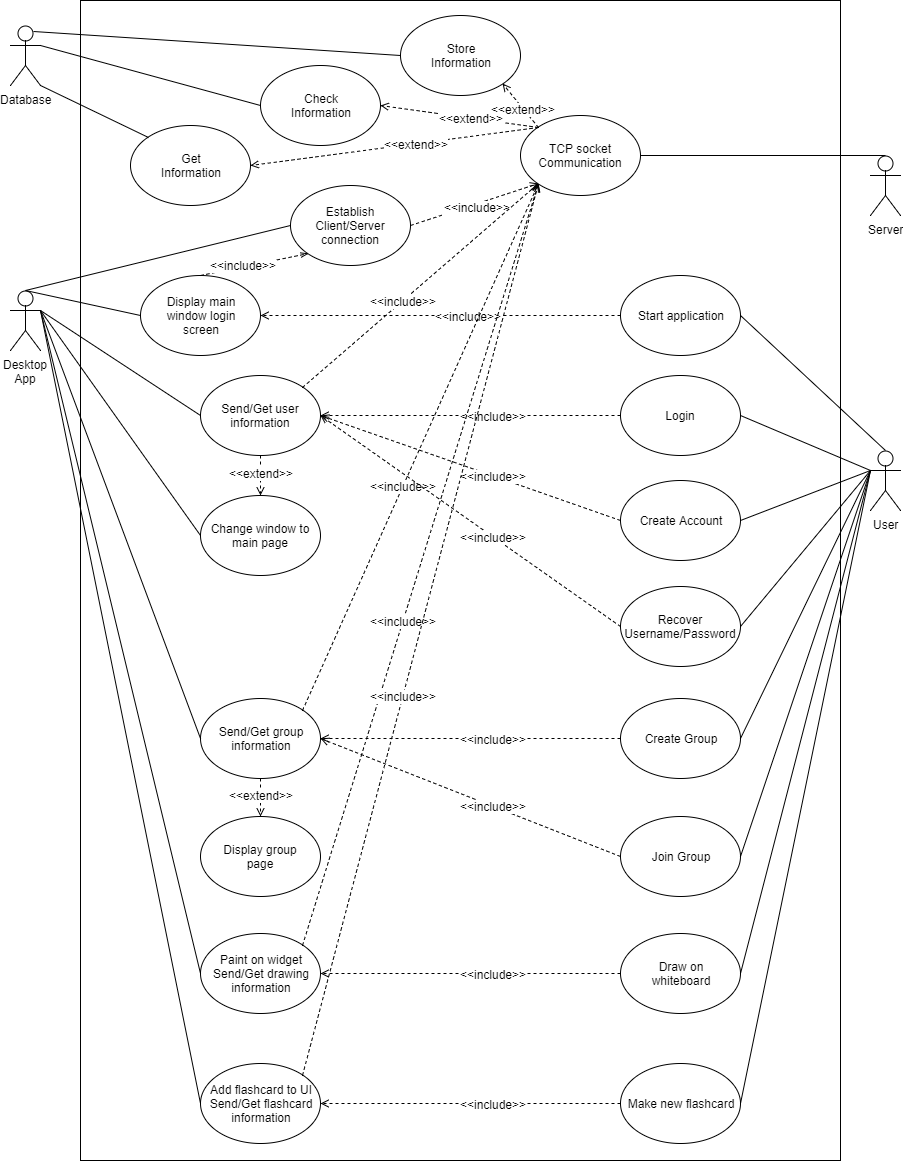 Store
Information
Database
Check
Information
<<extend>>
<<extend>>
<<extend>>
TCP socket
Communication
Get
Information
Server
Establish
Client/Server
connection
<<include>>
<<include>>
Display main
window login
screen
<<include>>
<<include>>
Start application
Desktop
App
Send/Get user
information
<<include>>
Login
<<extend>>
<<include>>
<<include>>
Create Account
User
Change window to
main page
<<include>>
<<include>>
Recover
Username/Password
<<include>>
Send/Get group
information
<<include>>
Create Group
<<extend>>
<<include>>
Display group
page
Join Group
Paint on widget
Send/Get drawing
information
<<include>>
Draw on
whiteboard
Add flashcard to UI
Send/Get flashcard
information
<<include>>
Make new flashcard